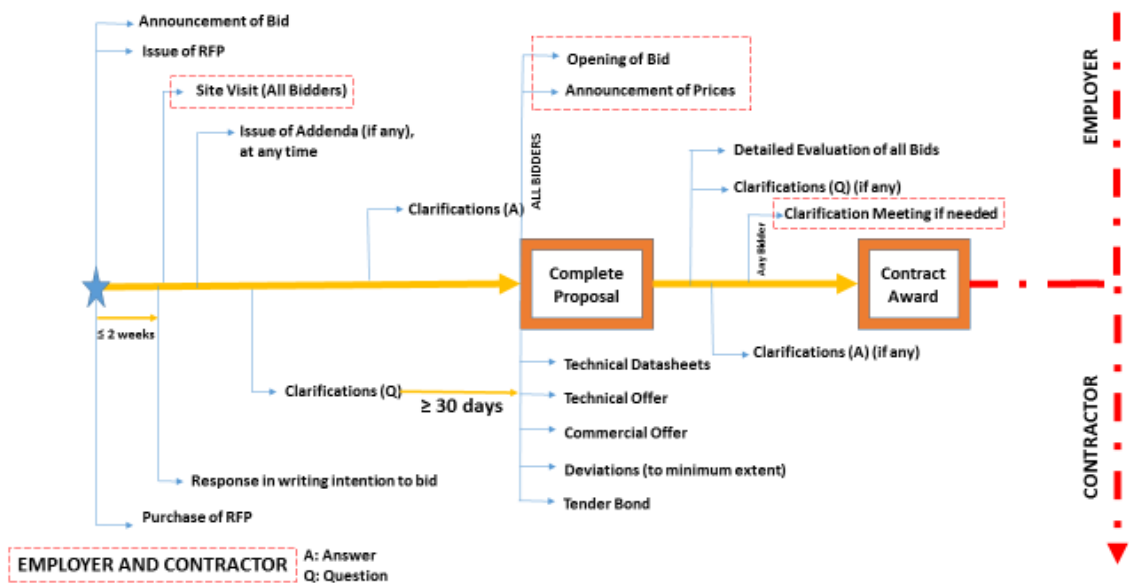 Announcement of Bid
Issue of RFP
Site Visit (All Bidders)
Issue of Addenda (if any),
at any time
Clarifications (A)
ALL BIDDERS
Opening of Bid
Announcement of Prices
Detailed Evaluation of all Bids
Clarifications (Q) (if any)
Any Bidder
Clarification Meeting if needed
EMPLOYER
Complete
Proposal
Contract
Award
≤ 2 weeks
Clarifications (Q)
≥ 30 days
Clarifications (A) (if any)
Technical Datasheets
Technical Offer
Commercial Offer
Deviations (to minimum extent)
Tender Bond
Response in writing intention to bid
Purchase of RFP
CONTRACTOR
EMPLOYER AND CONTRACTOR
A: Answer
Q: Question